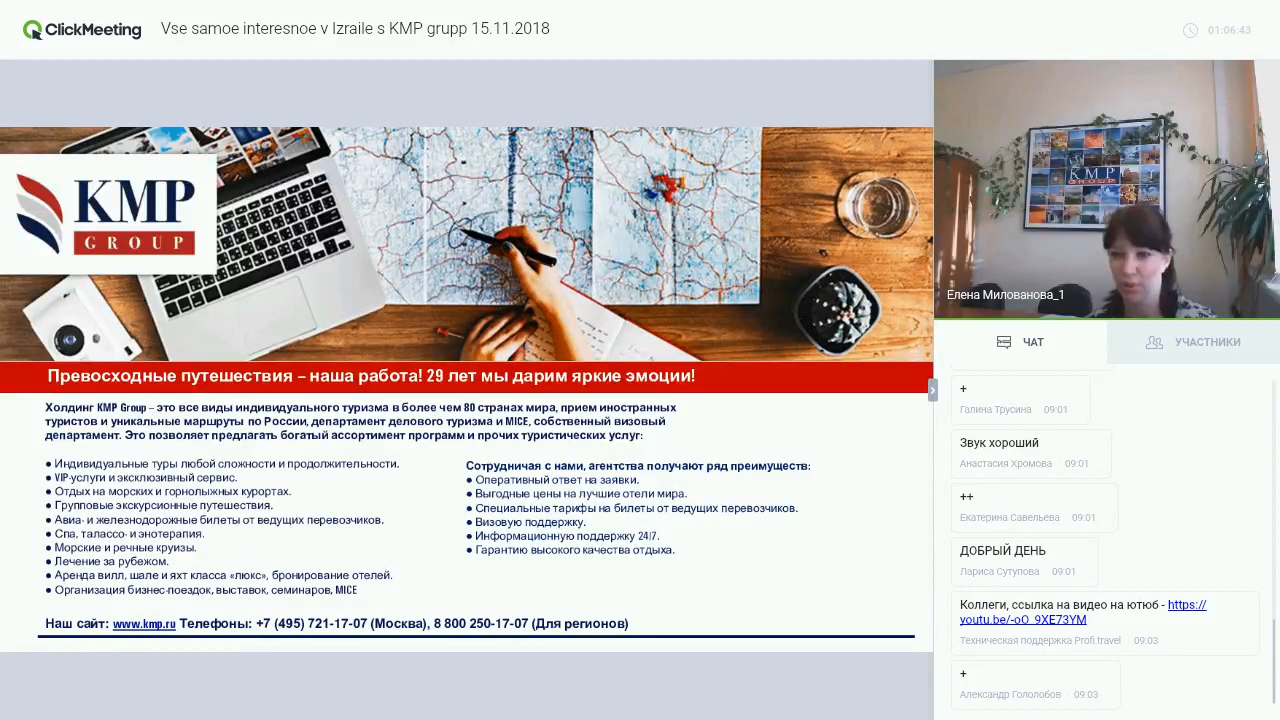 ClickMeeting
Vse samoe interesnoe v Izraile s KMP grupp 15.11.2018
01:06:43
KMP
GROUP
Превосходные путешествия – наша работа! 29 лет мы дарим яркие эмоции!
Холдинг KMP Group – это все виды индивидуального туризма в более чем 80 странах мира, прием иностранных
туристов и уникальные маршруты по России, департамент делового туризма и MICE, собственный визовый
департамент. Это позволяет предлагать богатый ассортимент программ и прочих туристических услуг:
● Индивидуальные туры любой сложности и продолжительности.
● VIP-услуги и эксклюзивный сервис.
● Отдых на морских и горнолыжных курортах.
● Групповые экскурсионные путешествия.
● Авиа- и железнодорожные билеты от ведущих перевозчиков.
● Спа, талассо- и энотерапия.
● Морские и речные круизы.
● Лечение за рубежом.
● Аренда вилл, шале и яхт класса «люкс», бронирование отелей.
● Организация бизнес-поездок, выставок, семинаров, MICE
Сотрудничая с нами, агентства получают ряд преимуществ:
● Оперативный ответ на заявки.
● Выгодные цены на лучшие отели мира.
● Специальные тарифы на билеты от ведущих перевозчиков.
● Визовую поддержку.
● Информационную поддержку 24/7.
● Гарантию высокого качества отдыха.
Наш сайт: www.kmp.ru Телефоны: +7 (495) 721-17-07 (Москва), 8 800 250-17-07 (Для регионов)
KMP
GROUP
Елена Милованова_1
ЧАТ
УЧАСТНИКИ
+
Галина Трусина 09:01
Звук хороший
Анастасия Хромова 09:01
++
Екатерина Савельева 09:01
ДОБРЫЙ ДЕНЬ
Лариса Сутупова 09:01
Коллеги, ссылка на видео на ютюб - https://
youtu.be/-oO_9XE73YM
Техническая поддержка Profi.travel 09:03
+
Александр Гололобов 09:03